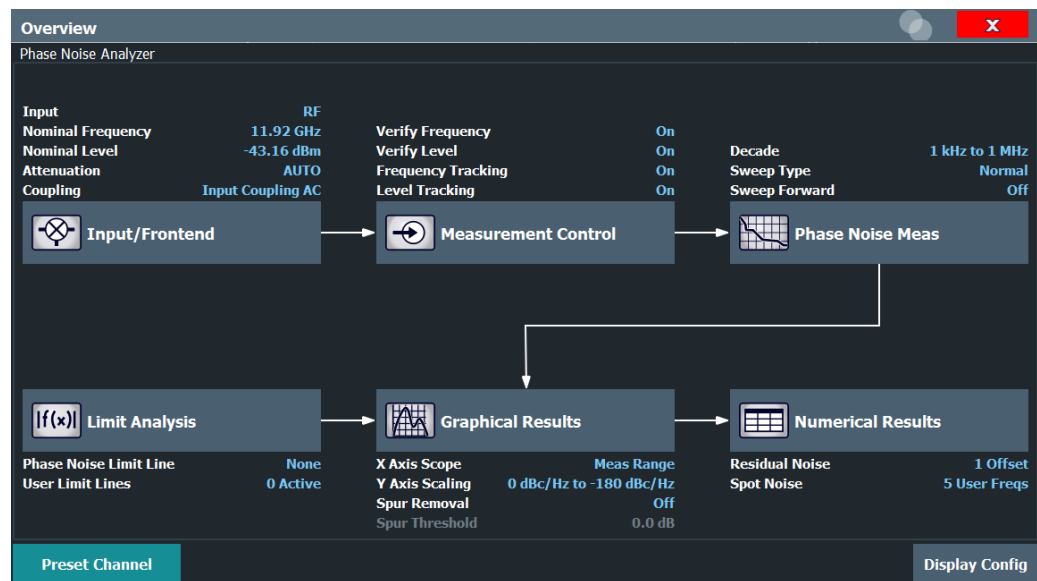 Overview
X
Phase Noise Analyzer
Input RF
Nominal Frequency 11.92 GHz
Nominal Level -43.16 dBm
Attenuation AUTO
Coupling Input Coupling AC
Verify Frequency On
Verify Level On
Frequency Tracking On
Level Tracking On
Decade 1 kHz to 1 MHz
Sweep Type Normal
Sweep Forward Off
Input/Frontend
Measurement Control
Phase Noise Meas
|f(x)| Limit Analysis
Graphical Results
Numerical Results
Phase Noise Limit Line None
User Limit Lines 0 Active
X Axis Scope Meas Range
Y Axis Scaling 0 dBc/Hz to -180 dBc/Hz
Spur Removal Off
Spur Threshold 0.0 dB
Residual Noise 1 Offset
Spot Noise 5 User Freqs
Preset Channel
Display Config